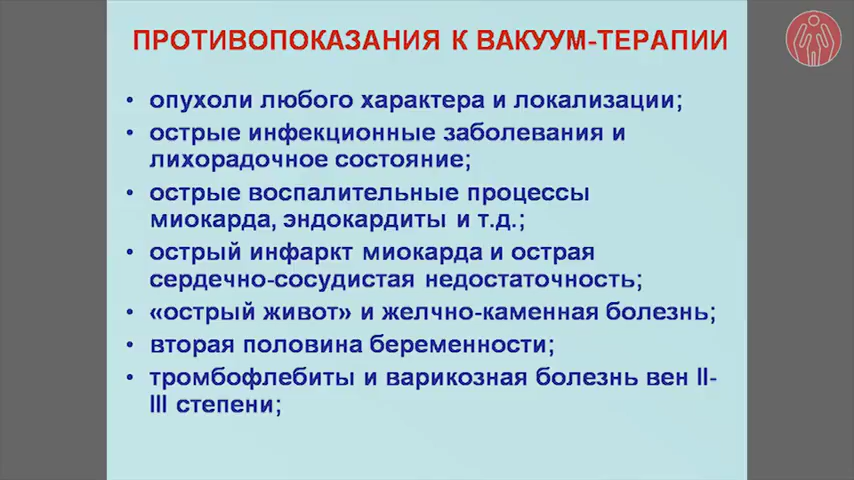 ПРОТИВОПОКАЗАНИЯ К ВАКУУМ-ТЕРАПИИ
• опухоли любого характера и локализации;
• острые инфекционные заболевания и
лихорадочное состояние;
• острые воспалительные процессы
миокарда, эндокардиты и т.д.;
• острый инфаркт миокарда и острая
сердечно-сосудистая недостаточность;
• «острый живот» и желчно-каменная болезнь;
• вторая половина беременности;
• тромбофлебиты и варикозная болезнь вен II-
III степени;